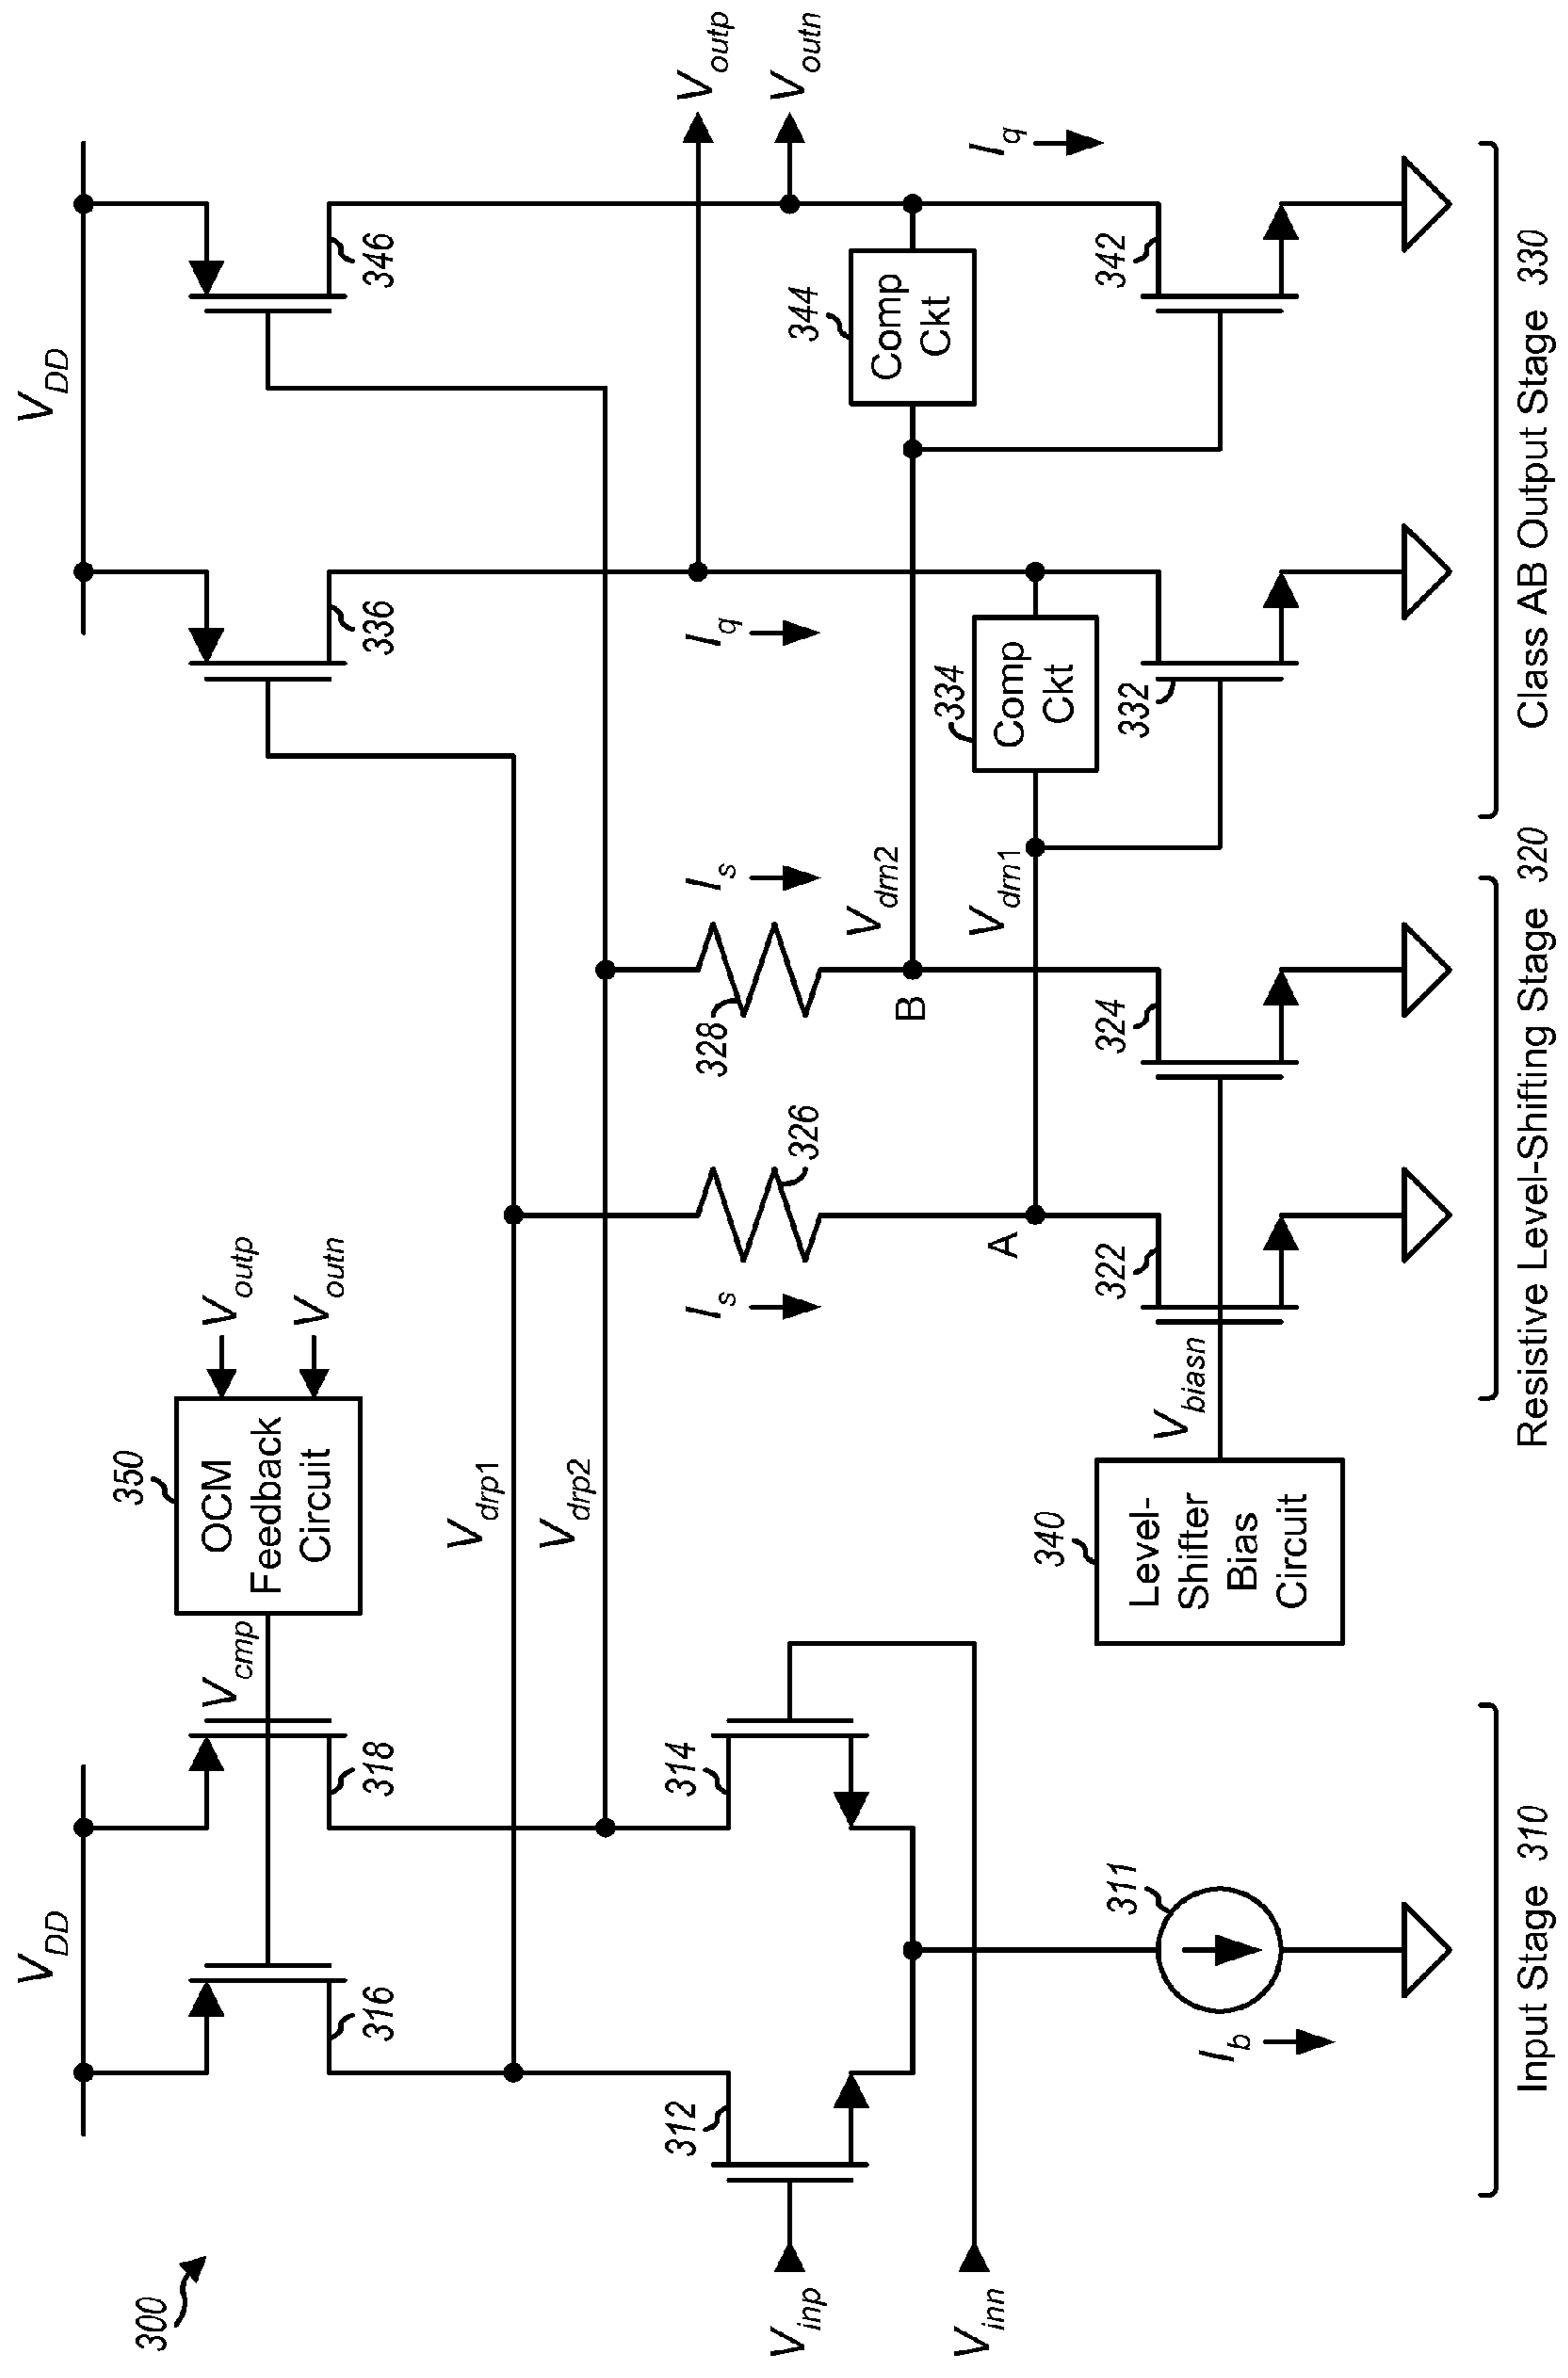 300
V_DD
V_DD
316
318
V_cmp
350
OCM
Feedback
Circuit
V_outp
V_outn
336
346
V_drp1
V_drp2
V_inp
V_inn
312
314
I_s
326
328
I_s
I_q
V_outp
V_outn
A
B
V_drn2
V_drn1
334
Comp
Ckt
344
Comp
Ckt
I_q
311
I_b
340
Level-
Shifter
Bias
Circuit
V_biasn
322
324
332
342
Input Stage 310
Resistive Level-Shifting Stage 320
Class AB Output Stage 330